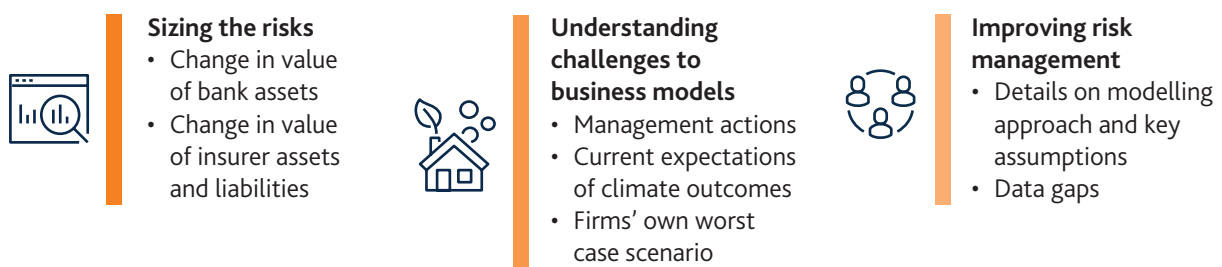 Sizing the risks
• Change in value
of bank assets
• Change in value
of insurer assets
and liabilities
Understanding
challenges to
business models
• Management actions
• Current expectations
of climate outcomes
• Firms’ own worst
case scenario
Improving risk
management
• Details on modelling
approach and key
assumptions
• Data gaps